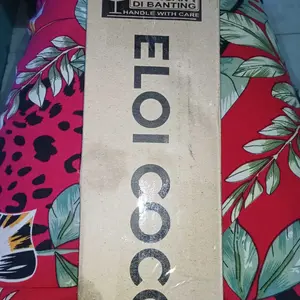 DI BANTING
HANDLE WITH CARE
ELOI COCO